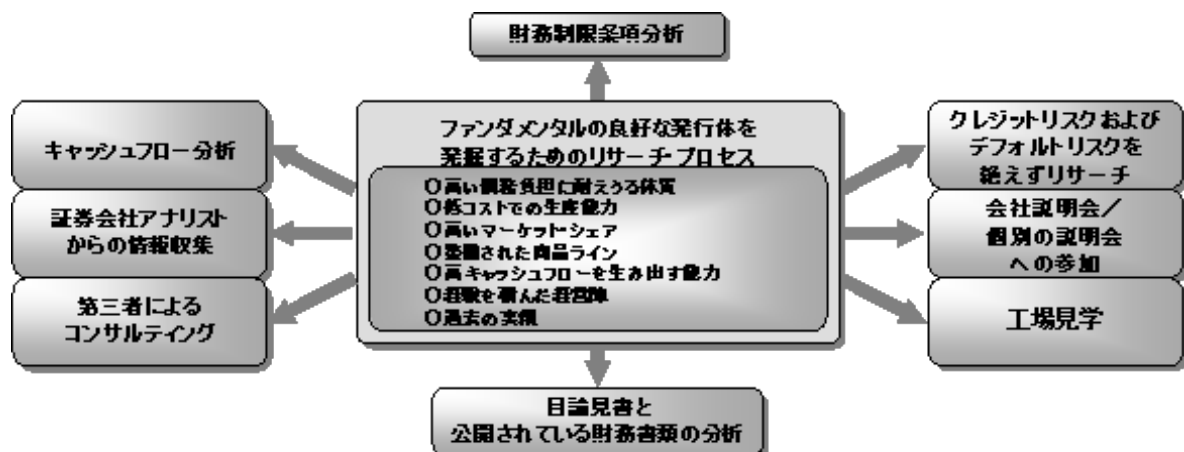 財務制限条項分析
キャッシュフロー分析
証券会社アナリスト
からの情報収集
第三者による
コンサルティング
ファンダメンタルの良好な発行体を
発掘するためのリサーチ・プロセス
○高い債務負担に耐えうる体質
○低コストでの生産能力
○高いマーケットシェア
○整備された商品ライン
○高キャッシュフローを生み出す能力
○経験を積んだ経営陣
○過去の実績
クレジットリスクおよび
デフォルトリスクを
絶えずリサーチ
会社説明会／
個別の説明会
への参加
工場見学
目論見書と
公開されている財務書類の分析